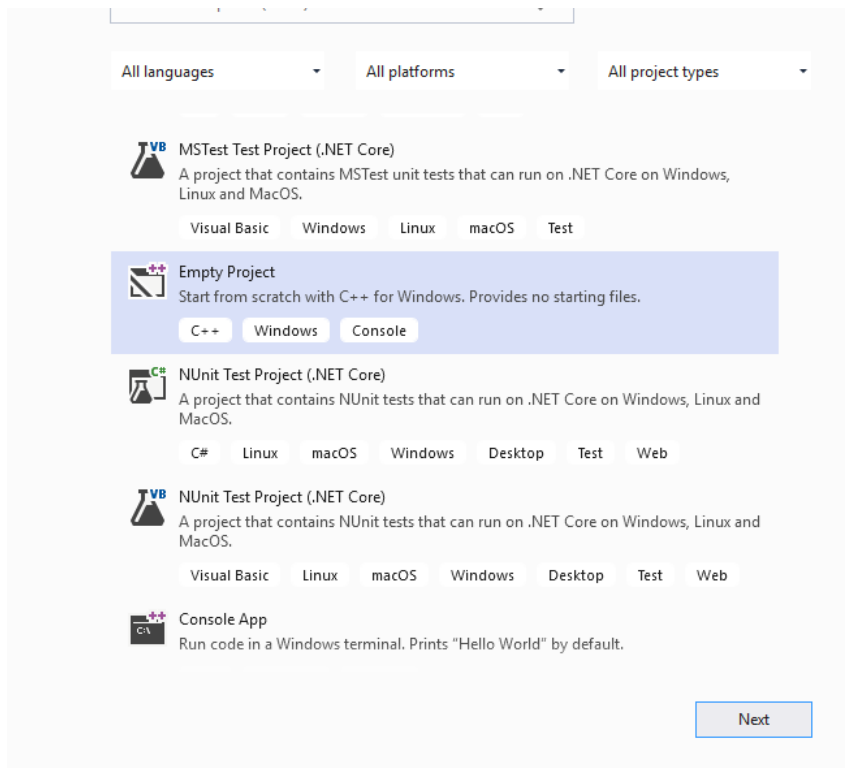 All languages All platforms All project types
VB
MSTest Test Project (.NET Core)
A project that contains MSTest unit tests that can run on .NET Core on Windows,
Linux and MacOS.
Visual Basic Windows Linux macOS Test
++
Empty Project
Start from scratch with C++ for Windows. Provides no starting files.
C++ Windows Console
C#
NUnit Test Project (.NET Core)
A project that contains NUnit tests that can run on .NET Core on Windows, Linux and
MacOS.
C# Linux macOS Windows Desktop Test Web
VB
NUnit Test Project (.NET Core)
A project that contains NUnit tests that can run on .NET Core on Windows, Linux and
MacOS.
Visual Basic Linux macOS Windows Desktop Test Web
++
C:\
Console App
Run code in a Windows terminal. Prints "Hello World" by default.
Next